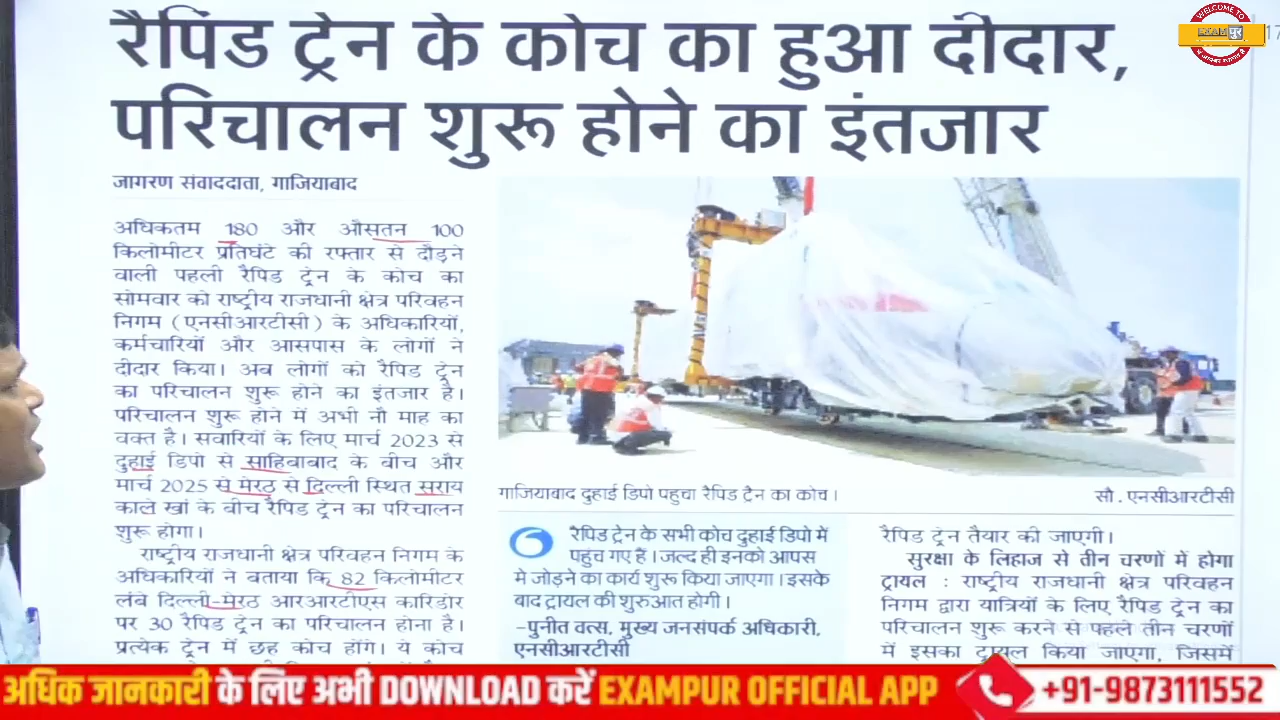 रैपिड ट्रेन के कोच का हुआ दीदार,
परिचालन शुरू होने का इंतजार
WELCOME TO
EXAMपुर
17
जागरण संवाददाता, गाजियाबाद
अधिकतम 180 और औसतन 100
किलोमीटर प्रतिघंटे की रफ्तार से दौड़ने
वाली पहली रैपिड ट्रेन के कोच का
सोमवार को राष्ट्रीय राजधानी क्षेत्र परिवहन
निगम (एनसीआरटीसी) के अधिकारियों,
कर्मचारियों और आसपास के लोगों ने
दीदार किया। अब लोगों को रैपिड ट्रेन
का परिचालन शुरू होने का इंतजार है।
परिचालन शुरू होने में अभी नौ माह का
वक्त है। सवारियों के लिए मार्च 2023 से
दुहाई डिपो से साहिबाबाद के बीच और
मार्च 2025 से मेरठ से दिल्ली स्थित सराय
काले खां के बीच रैपिड ट्रेन का परिचालन
शुरू होगा।
राष्ट्रीय राजधानी क्षेत्र परिवहन निगम के
अधिकारियों ने बताया कि 82 किलोमीटर
लंबे दिल्ली-मेरठ आरआरटीएस कारिडोर
पर 30 रैपिड ट्रेन का परिचालन होना है।
प्रत्येक ट्रेन में छह कोच होंगे। ये कोच
गाजियाबाद दुहाई डिपो पहुंचा रैपिड ट्रेन का कोच।
सौ. एनसीआरटीसी
रैपिड ट्रेन के सभी कोच दुहाई डिपो में
पहुंच गए हैं। जल्द ही इनको आपस
में जोड़ने का कार्य शुरू किया जाएगा। इसके
बाद ट्रायल की शुरुआत होगी।
-पुनीत वत्स, मुख्य जनसंपर्क अधिकारी,
एनसीआरटीसी
रैपिड ट्रेन तैयार की जाएगी।
सुरक्षा के लिहाज से तीन चरणों में होगा
ट्रायल : राष्ट्रीय राजधानी क्षेत्र परिवहन
निगम द्वारा यात्रियों के लिए रैपिड ट्रेन का
परिचालन शुरू करने से पहले तीन चरणों
में इसका ट्रायल किया जाएगा, जिसमें
अधिक जानकारी के लिए अभी DOWNLOAD करें EXAMPUR OFFICIAL APP
+91-9873111552